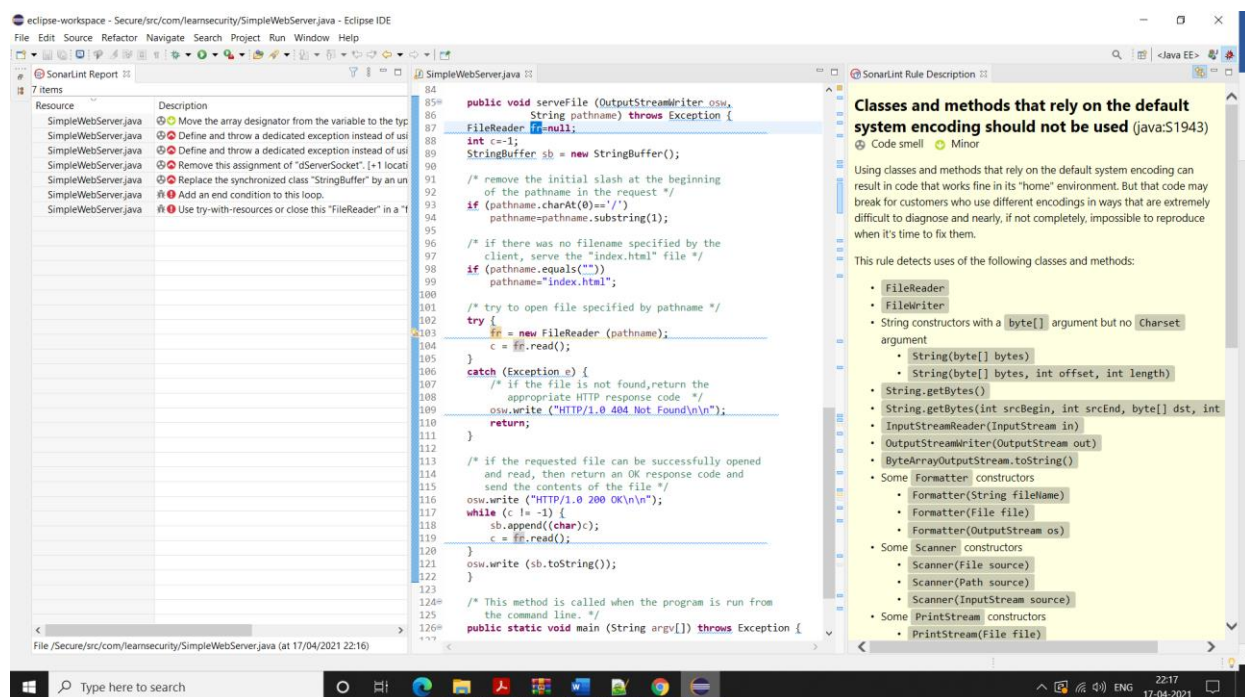 eclipse-workspace - Secure/src/com/learnsecurity/SimpleWebServer.java - Eclipse IDE
File Edit Source Refactor Navigate Search Project Run Window Help
<Java EE>
SonarLint Report
7 items
Resource Description
SimpleWebServer.java Move the array designator from the variable to the typ
SimpleWebServer.java Define and throw a dedicated exception instead of usi
SimpleWebServer.java Define and throw a dedicated exception instead of usi
SimpleWebServer.java Remove this assignment of "dServerSocket". [+1 locati
SimpleWebServer.java Replace the synchronized class "StringBuffer" by an un
SimpleWebServer.java Add an end condition to this loop.
SimpleWebServer.java Use try-with-resources or close this "FileReader" in a "f
File /Secure/src/com/learnsecurity/SimpleWebServer.java (at 17/04/2021 22:16)
SimpleWebServer.java
84
85 public void serveFile (OutputStreamWriter osw,
86 String pathname) throws Exception {
87 FileReader fr=null;
88 int c=-1;
89 StringBuffer sb = new StringBuffer();
90
91 /* remove the initial slash at the beginning
92 of the pathname in the request */
93 if (pathname.charAt(0)=='/')
94 pathname=pathname.substring(1);
95
96 /* if there was no filename specified by the
97 client, serve the "index.html" file */
98 if (pathname.equals(""))
99 pathname="index.html";
100
101 /* try to open file specified by pathname */
102 try {
103 fr = new FileReader (pathname);
104 c = fr.read();
105 }
106 catch (Exception e) {
107 /* if the file is not found,return the
108 appropriate HTTP response code */
109 osw.write ("HTTP/1.0 404 Not Found\n\n");
110 return;
111 }
112
113 /* if the requested file can be successfully opened
114 and read, then return an OK response code and
115 send the contents of the file */
116 osw.write ("HTTP/1.0 200 OK\n\n");
117 while (c != -1) {
118 sb.append((char)c);
119 c = fr.read();
120 }
121 osw.write (sb.toString());
122 }
123
124 /* This method is called when the program is run from
125 the command line. */
126 public static void main (String argv[]) throws Exception {
SonarLint Rule Description
Classes and methods that rely on the default
system encoding should not be used (java:S1943)
Code smell Minor
Using classes and methods that rely on the default system encoding can
result in code that works fine in its "home" environment. But that code may
break for customers who use different encodings in ways that are extremely
difficult to diagnose and nearly, if not completely, impossible to reproduce
when it's time to fix them.
This rule detects uses of the following classes and methods:
• FileReader
• FileWriter
• String constructors with a byte[] argument but no Charset
argument
• String(byte[] bytes)
• String(byte[] bytes, int offset, int length)
• String.getBytes()
• String.getBytes(int srcBegin, int srcEnd, byte[] dst, int
• InputStreamReader(InputStream in)
• OutputStreamWriter(OutputStream out)
• ByteArrayOutputStream.toString()
• Some Formatter constructors
• Formatter(String fileName)
• Formatter(File file)
• Formatter(OutputStream os)
• Some Scanner constructors
• Scanner(File source)
• Scanner(Path source)
• Scanner(InputStream source)
• Some PrintStream constructors
• PrintStream(File file)
Type here to search
ENG
22:17
17-04-2021